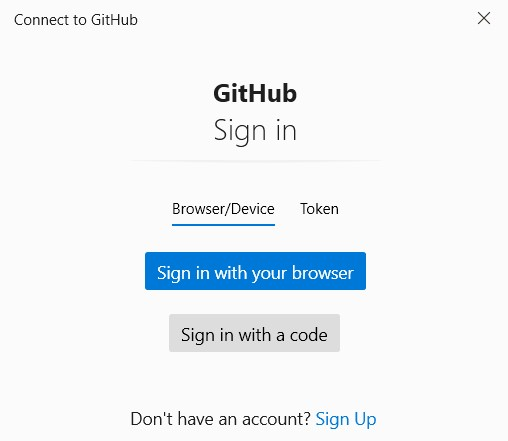 Connect to GitHub
GitHub
Sign in
Browser/Device Token
Sign in with your browser
Sign in with a code
Don't have an account? Sign Up